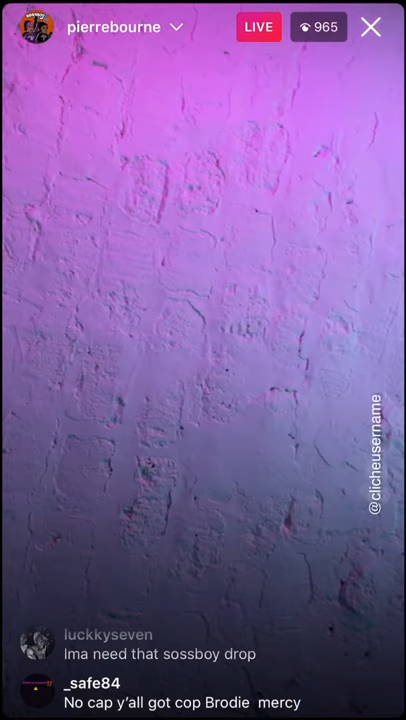 pierrebourne
LIVE
965
@clicheusername
luckkyseven
Ima need that sossboy drop
_safe84
No cap y'all got cop Brodie  mercy